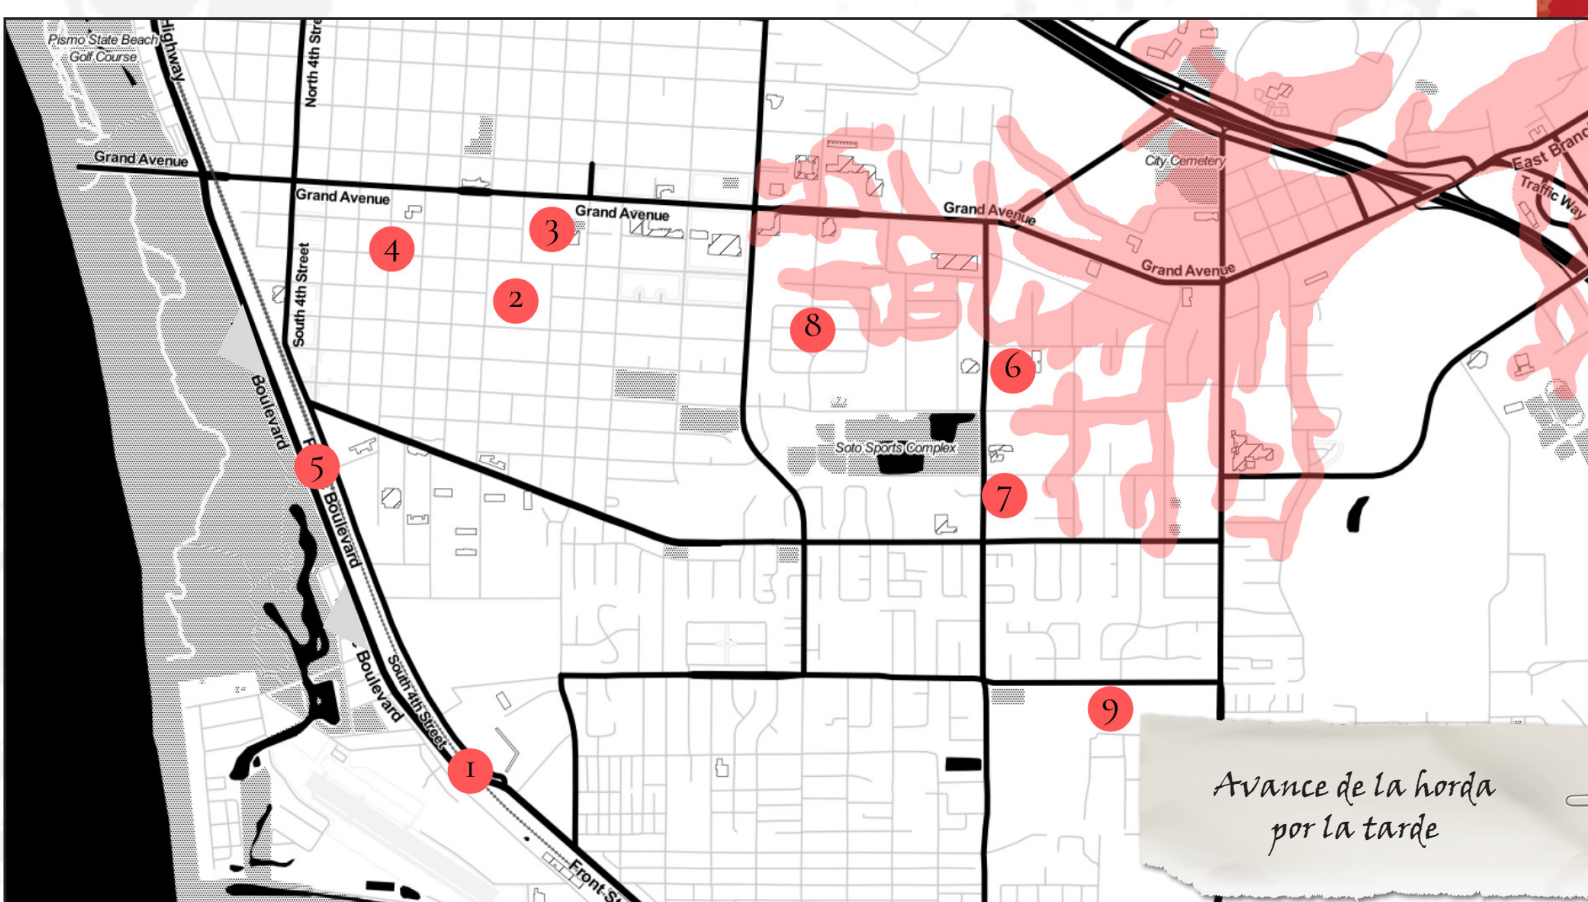 Pismo State Beach
Golf Course
Highway
North 4th Stre
Grand Avenue
Grand Avenue
Grand Avenue
Grand Avenue
Grand Avenue
City Cemetery
East Branc
Traffic Way
South 4th Street
3
4
2
8
6
Boulevard
Soto Sports Complex
5
7
Boulevard
Boulevard
South 4th Street
9
1
Front St
Avance de la horda
por la tarde